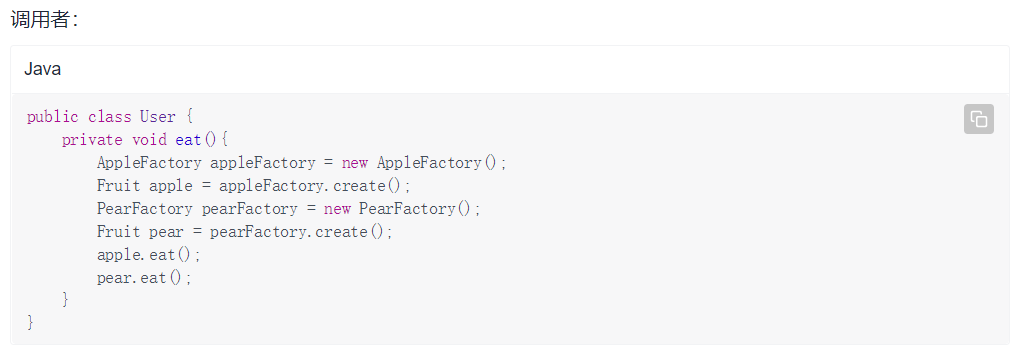 调用者：
Java
public class User {
    private void eat(){
        AppleFactory appleFactory = new AppleFactory();
        Fruit apple = appleFactory.create();
        PearFactory pearFactory = new PearFactory();
        Fruit pear = pearFactory.create();
        apple.eat();
        pear.eat();
    }
}